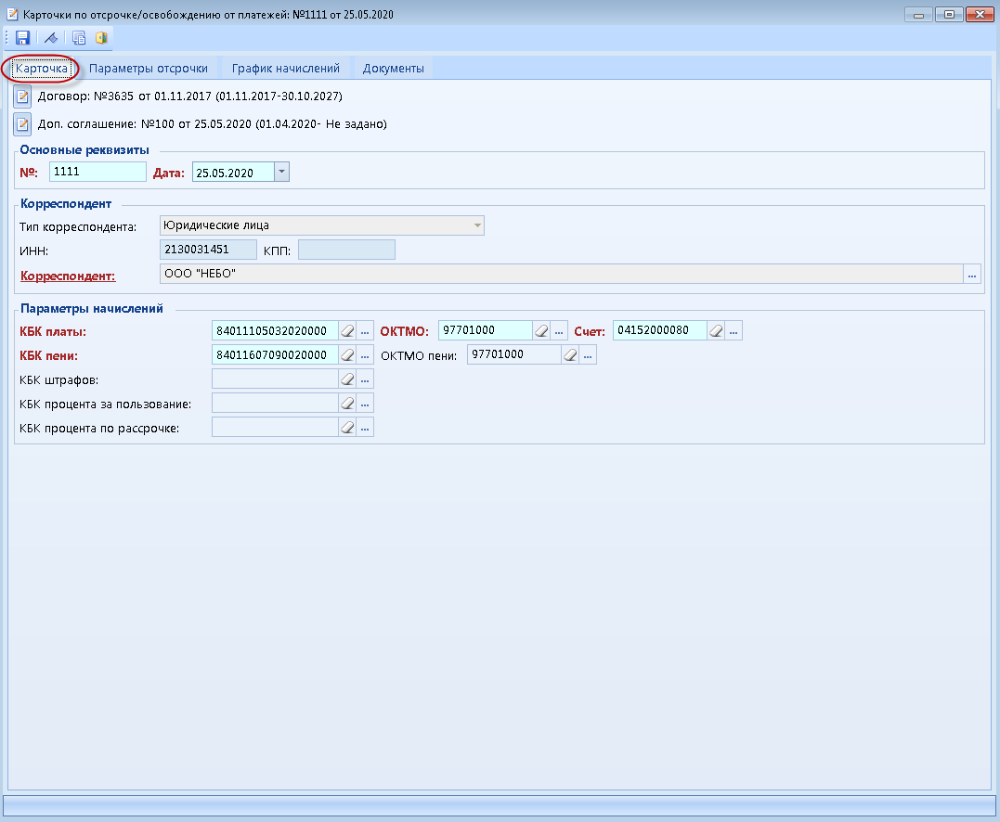 Карточки по отсрочке/освобождению от платежей: №1111 от 25.05.2020
Карточка Параметры отсрочки График начислений Документы
Договор: №3635 от 01.11.2017 (01.11.2017-30.10.2027)
Доп. соглашение: №100 от 25.05.2020 (01.04.2020- Не задано)
Основные реквизиты
№: 1111 Дата: 25.05.2020
Корреспондент
Тип корреспондента: Юридические лица
ИНН: 2130031451 КПП:
Корреспондент: ООО "НЕБО" ...
Параметры начислений
КБК платы: 84011105032020000 ... ОКТМО: 97701000 ... Счет: 04152000080 ...
КБК пени: 84011607090020000 ... ОКТМО пени: 97701000 ...
КБК штрафов: ...
КБК процента за пользование: ...
КБК процента по рассрочке: ...